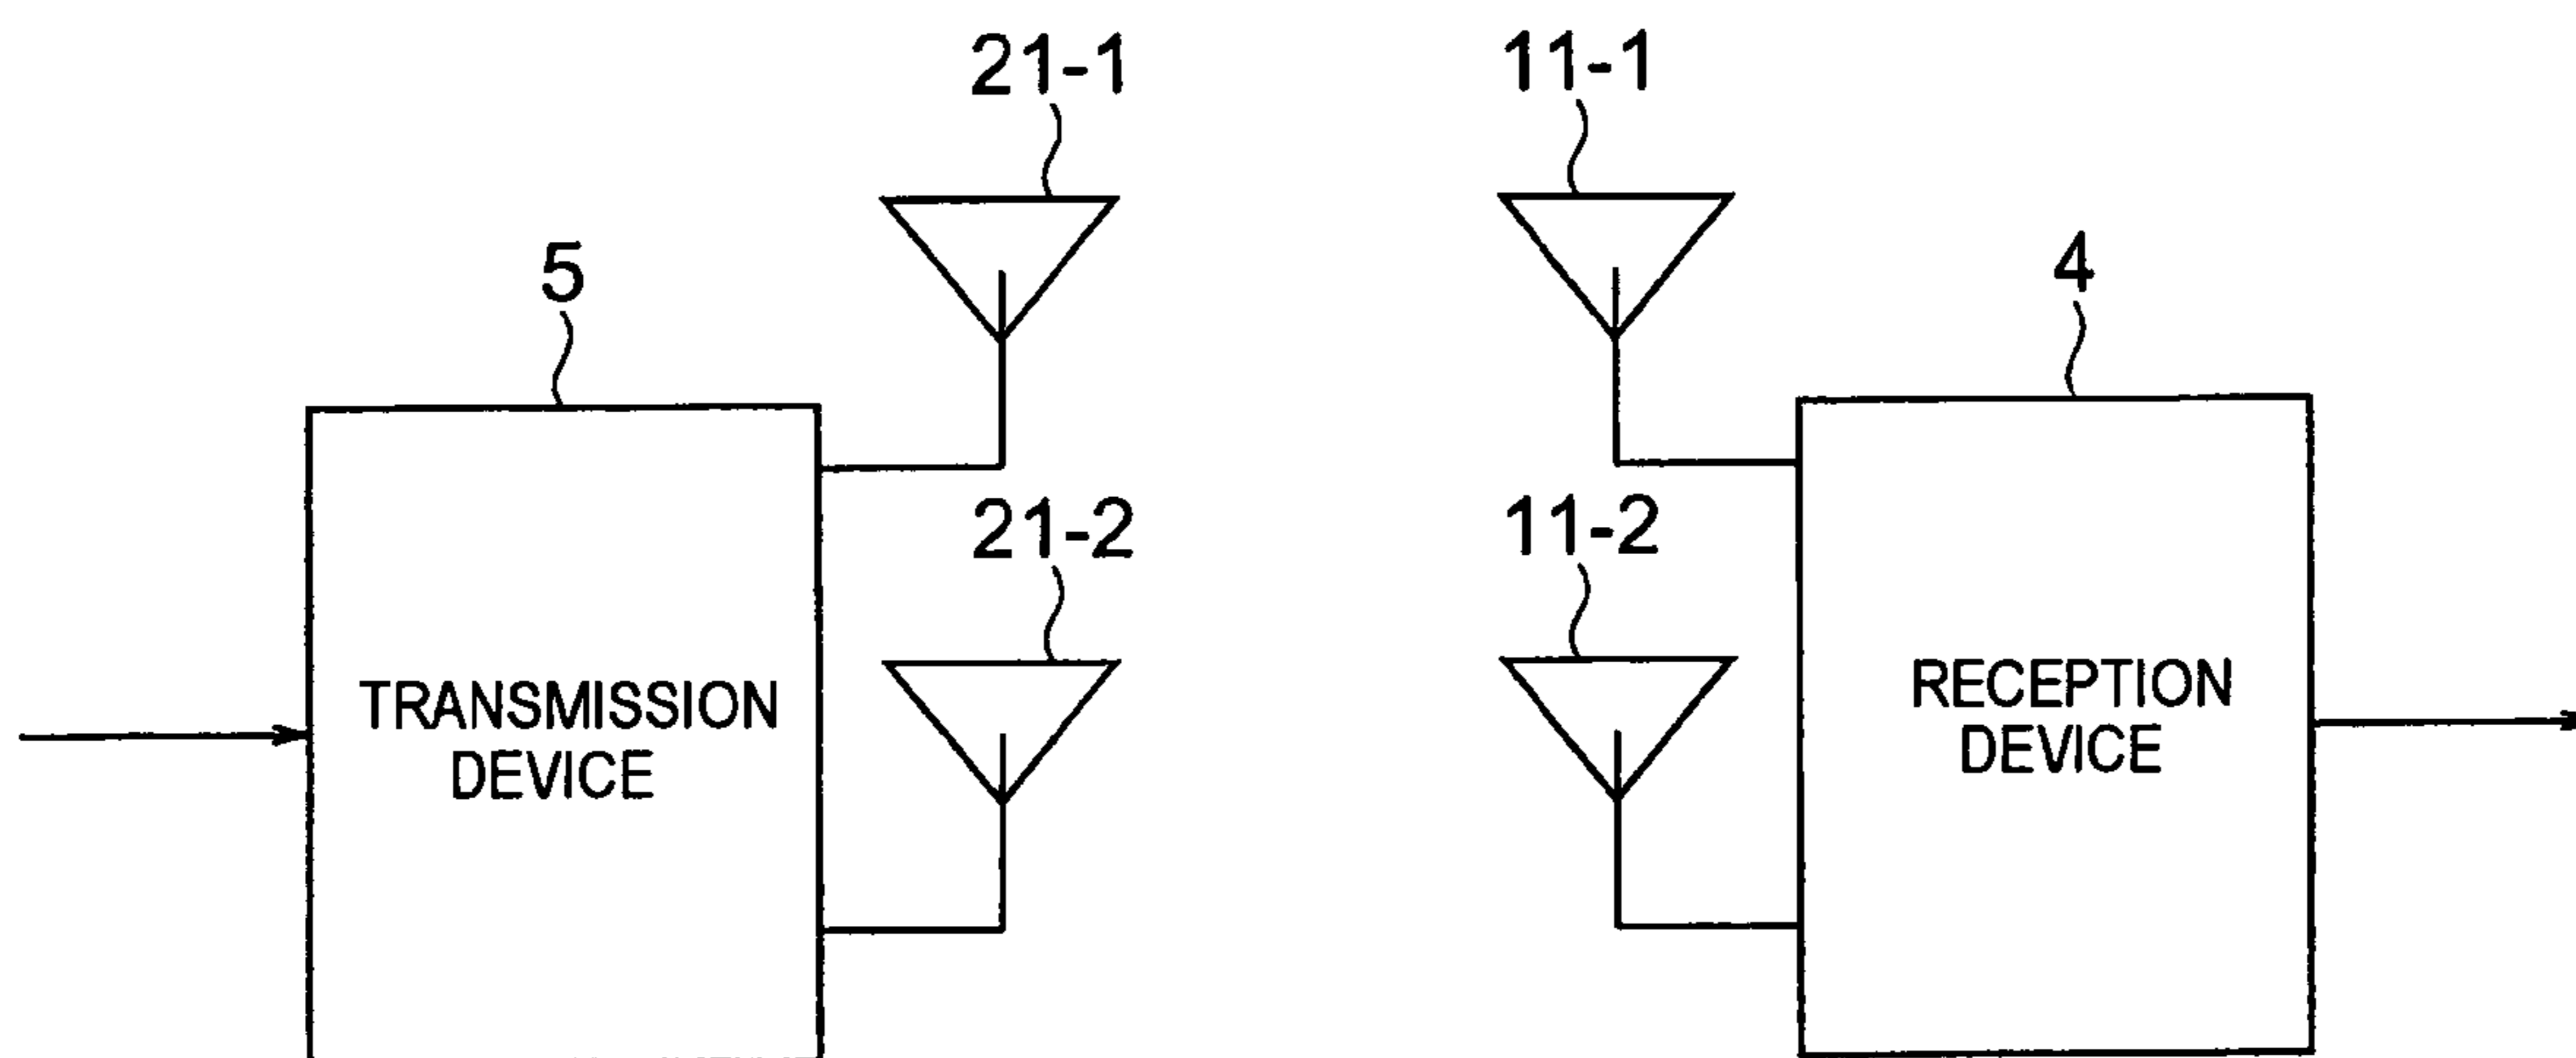 21-1
11-1
5
4
21-2
11-2
TRANSMISSION
DEVICE
RECEPTION
DEVICE